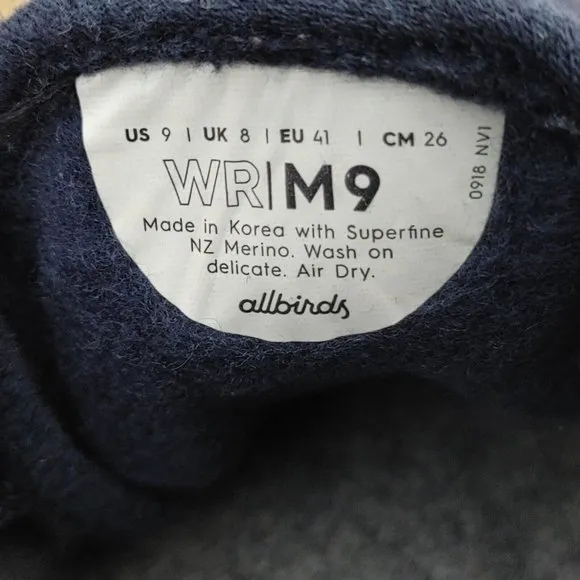 US 9 | UK 8 | EU 41 | CM 26
WR|M9
Made in Korea with Superfine
NZ Merino. Wash on
delicate. Air Dry.
allbirds
0918 NV1